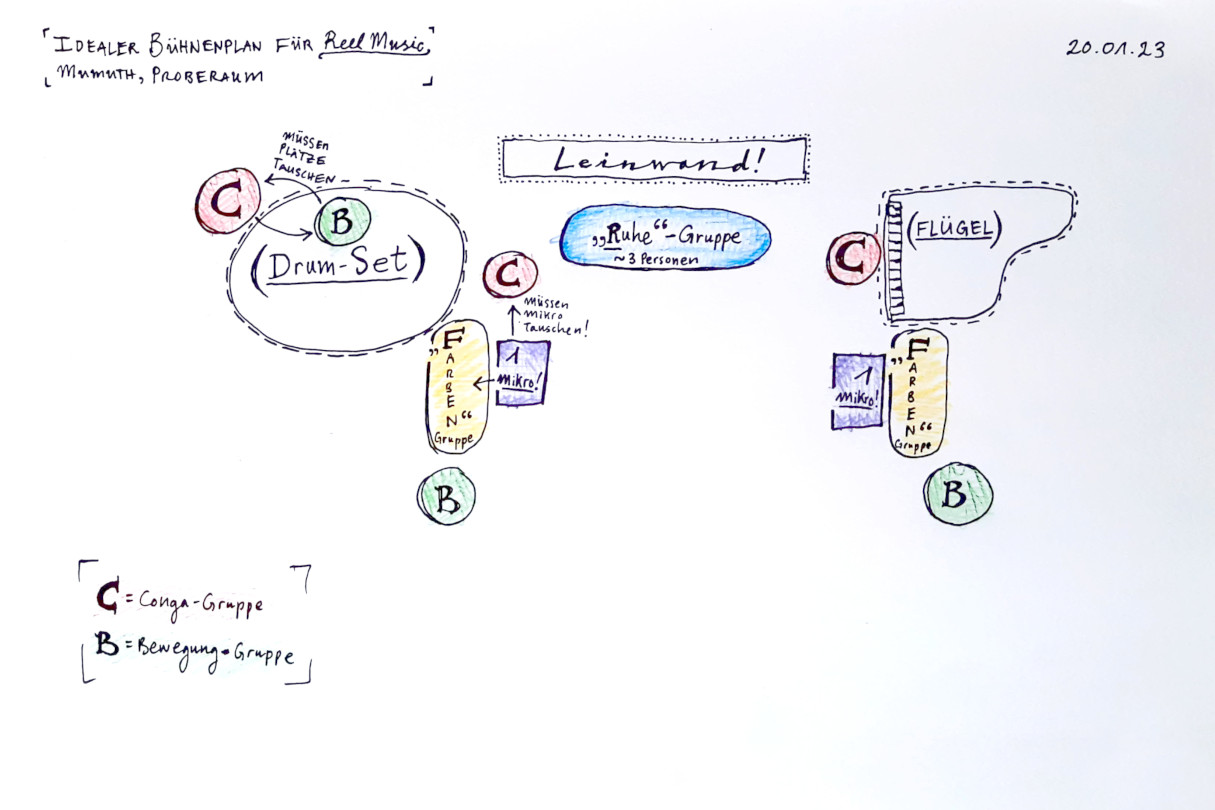 IDEALER BÜHNENPLAN FÜR Reel Music,
MUMUTH, PROBERAUM
20.01.23
MÜSSEN
PLÄTZE
TAUSCHEN
C
B
(Drum-Set)
Leinwand!
„Ruhe“-Gruppe
~3 Personen
C
Müssen
Mikro
Tauschen!
„FARBEN“
Gruppe
1
Mikro!
B
C
(FLÜGEL)
1
Mikro!
„FARBEN“
Gruppe
B
C = Conga-Gruppe
B = Bewegung-Gruppe